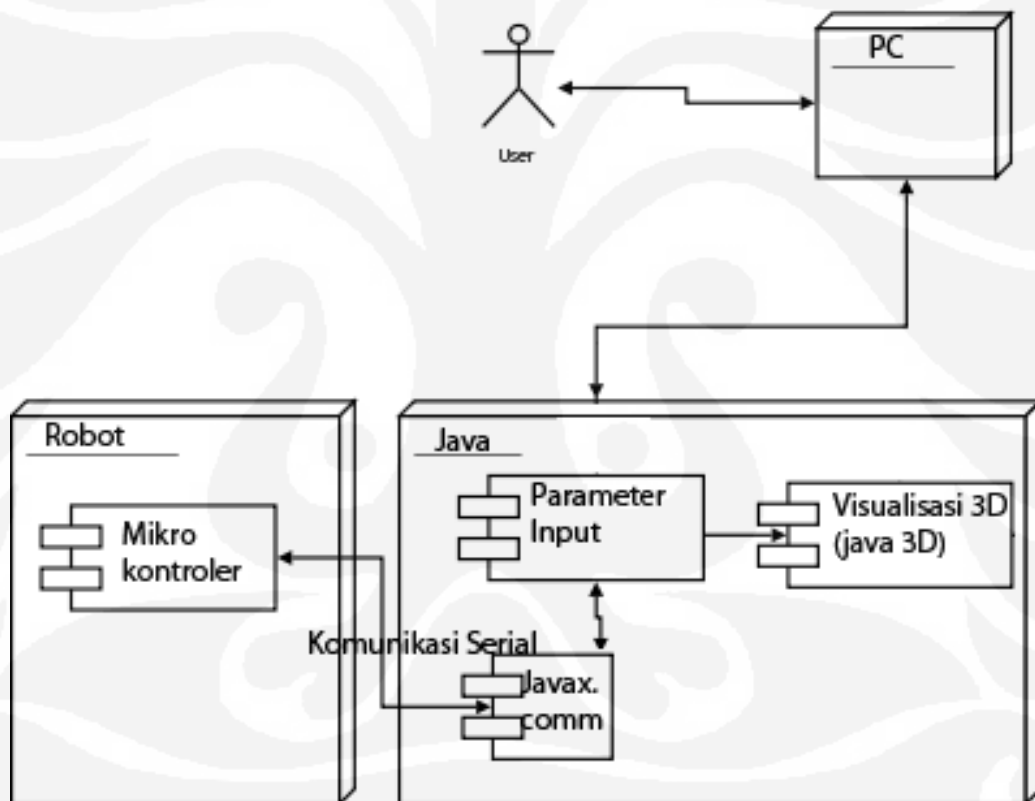 PC
User
Robot
Java
Parameter
Input
Visualisasi 3D
(java 3D)
Mikro
kontroler
Komunikasi Serial
Javax.
comm